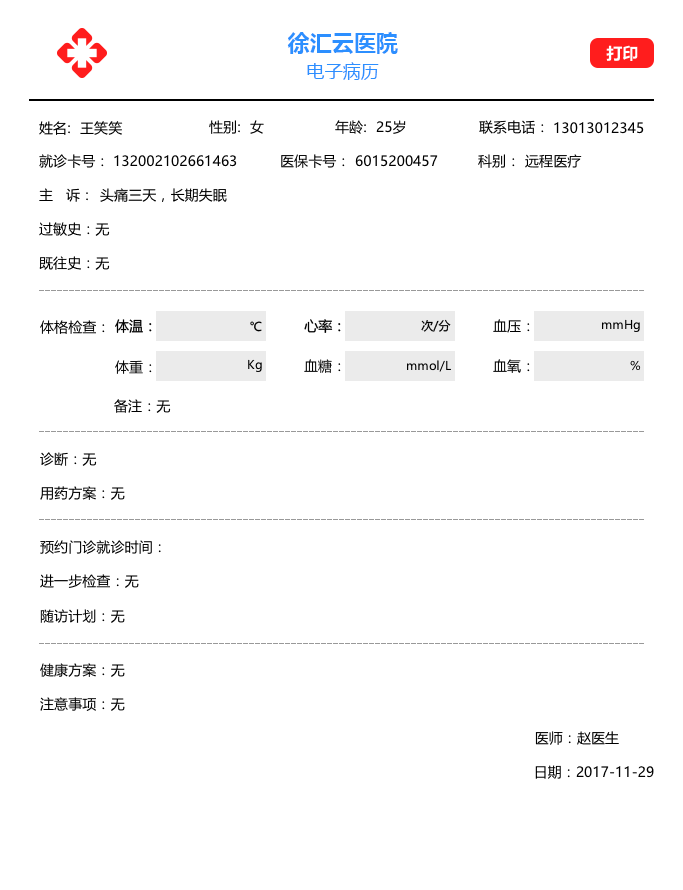 徐汇云医院
电子病历
打印
姓名: 王笑笑 性别: 女 年龄: 25岁 联系电话： 13013012345
就诊卡号： 132002102661463 医保卡号： 6015200457 科别： 远程医疗
主 诉： 头痛三天，长期失眠
过敏史：无
既往史：无
体格检查： 体温： ℃ 心率： 次/分 血压： mmHg
体重： Kg 血糖： mmol/L 血氧： %
备注：无
诊断：无
用药方案：无
预约门诊就诊时间：
进一步检查：无
随访计划：无
健康方案：无
注意事项：无
医师：赵医生
日期：2017-11-29